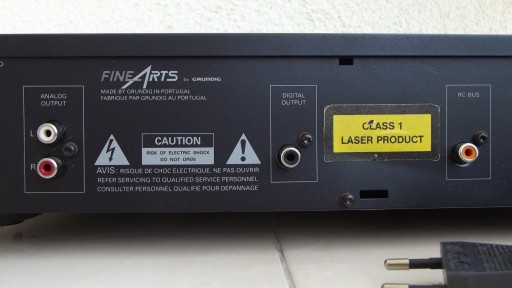 FINE ARTS by GRUNDIG
MADE BY GRUNDIG IN PORTUGAL
FABRIQUE PAR GRUNDIG AU PORTUGAL
ANALOG
OUTPUT
L
R
CAUTION
RISK OF ELECTRIC SHOCK
DO NOT OPEN
AVIS: RISQUE DE CHOC ELECTRIQUE, NE PAS OUVRIR
REFER SERVICING TO QUALIFIED SERVICE PERSONNEL
CONSULTER PERSONNEL QUALIFIE POUR DEPANNAGE
DIGITAL
OUTPUT
CLASS 1
LASER PRODUCT
RC-BUS